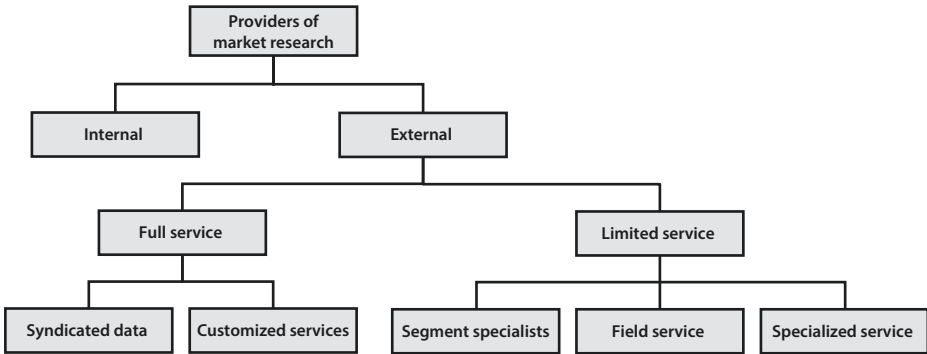 Providers of
market research
Internal
External
Full service
Limited service
Syndicated data
Customized services
Segment specialists
Field service
Specialized service